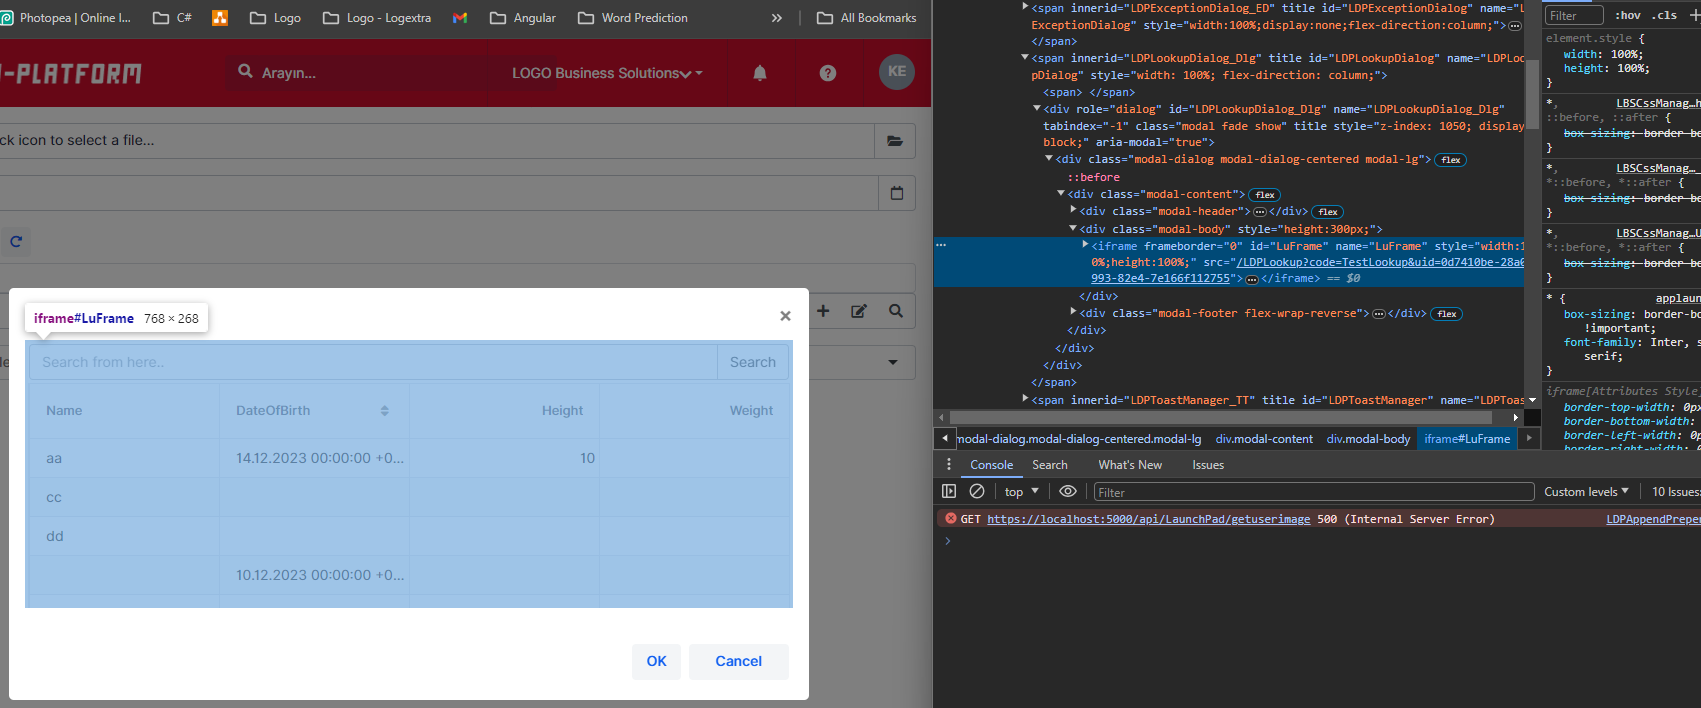 Photopea | Online I...
C#
Logo
Logo - Logextra
Angular
Word Prediction
»
All Bookmarks
I-PLATFORM
Arayın...
LOGO Business Solutions
KE
ck icon to select a file...
iframe#LuFrame 768 × 268
Search from here..
Search
Name DateOfBirth Height Weight
aa 14.12.2023 00:00:00 +0... 10
cc
dd
10.12.2023 00:00:00 +0...
OK
Cancel
<span innerid="LDPExceptionDialog_ED" title id="LDPExceptionDialog" name="L
ExceptionDialog" style="width:100%;display:none;flex-direction:column;">
</span>
<span innerid="LDPLookupDialog_Dlg" title id="LDPLookupDialog" name="LDPLoo
pDialog" style="width: 100%; flex-direction: column;">
<span> </span>
<div role="dialog" id="LDPLookupDialog_Dlg" name="LDPLookupDialog_Dlg"
tabindex="-1" class="modal fade show" title style="z-index: 1050; display
block;" aria-modal="true">
<div class="modal-dialog modal-dialog-centered modal-lg"> flex
::before
<div class="modal-content"> flex
<div class="modal-header">…</div> flex
<div class="modal-body" style="height:300px;">
<iframe frameborder="0" id="LuFrame" name="LuFrame" style="width:1
0%;height:100%;" src="/LDPLookup?code=TestLookup&uid=0d7410be-28a0
993-82e4-7e166f112755">…</iframe> == $0
</div>
<div class="modal-footer flex-wrap-reverse">…</div> flex
</div>
</div>
</div>
</span>
<span innerid="LDPToastManager_TT" title id="LDPToastManager" name="LDPToas
modal-dialog.modal-dialog-centered.modal-lg div.modal-content div.modal-body iframe#LuFrame
Filter :hov .cls +
element.style {
width: 100%;
height: 100%;
}
*, LBSCssManag…h
::before, ::after {
box-sizing: border-bo
}
*, LBSCssManag…
*::before, *::after {
box-sizing: border-bo
}
*, LBSCssManag…U
*::before, *::after {
box-sizing: border-bo
}
* { applaun
box-sizing: border-bo
!important;
font-family: Inter, s
serif;
}
iframe[Attributes Style]
border-top-width: 0px
border-bottom-width:
border-left-width: 0p
border-right-width: 0
Console Search What's New Issues
top Filter Custom levels 10 Issues:
GET https://localhost:5000/api/LaunchPad/getuserimage 500 (Internal Server Error) LDPAppendPrepen